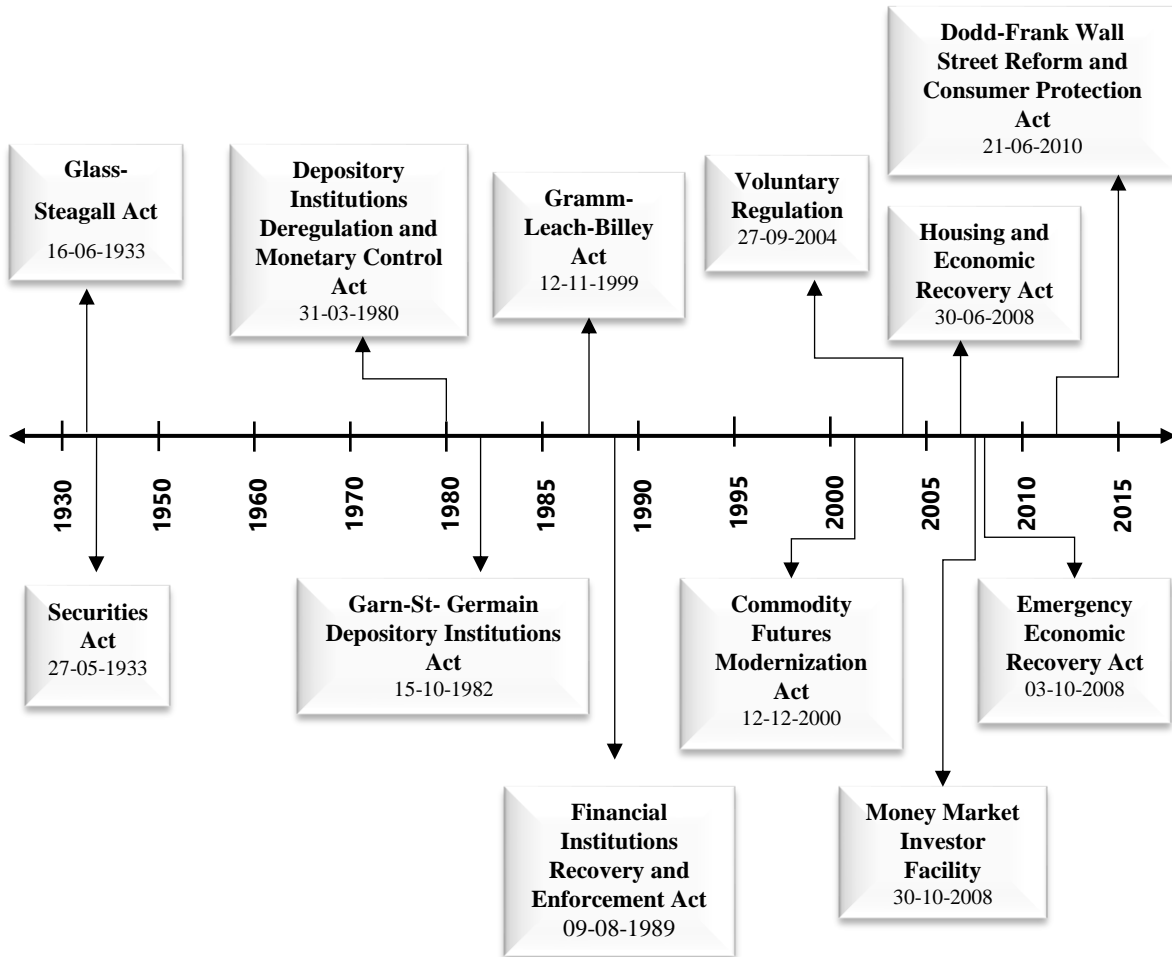 Dodd-Frank Wall
Street Reform and
Consumer Protection
Act
21-06-2010
Glass-
Steagall Act
16-06-1933
Depository
Institutions
Deregulation and
Monetary Control
Act
31-03-1980
Gramm-
Leach-Billey
Act
12-11-1999
Voluntary
Regulation
27-09-2004
Housing and
Economic
Recovery Act
30-06-2008
1930
1950
1960
1970
1980
1985
1990
1995
2000
2005
2010
2015
Securities
Act
27-05-1933
Garn-St- Germain
Depository Institutions
Act
15-10-1982
Commodity
Futures
Modernization
Act
12-12-2000
Emergency
Economic
Recovery Act
03-10-2008
Financial
Institutions
Recovery and
Enforcement Act
09-08-1989
Money Market
Investor
Facility
30-10-2008